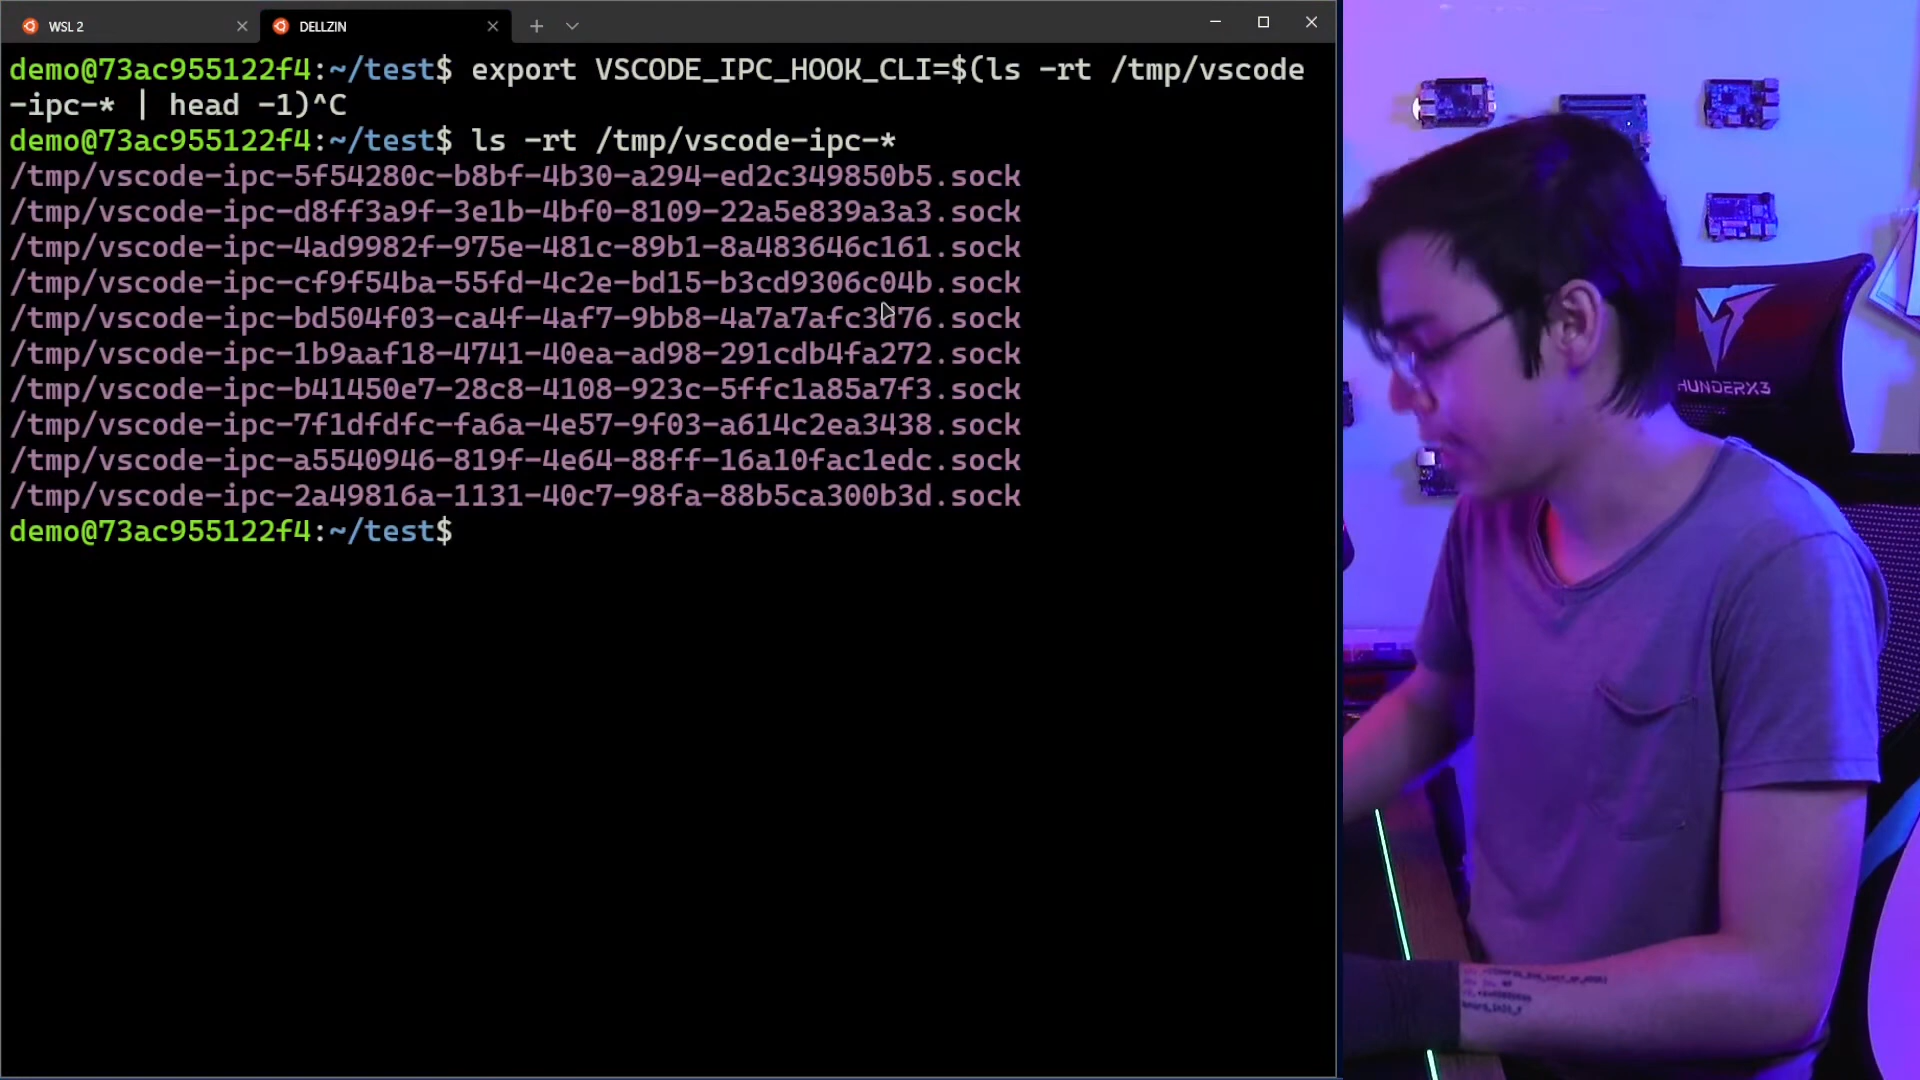 WSL 2
DELLZIN
demo@73ac955122f4:~/test$ export VSCODE_IPC_HOOK_CLI=$(ls -rt /tmp/vscode
-ipc-* | head -1)^C
demo@73ac955122f4:~/test$ ls -rt /tmp/vscode-ipc-*
/tmp/vscode-ipc-5f54280c-b8bf-4b30-a294-ed2c349850b5.sock
/tmp/vscode-ipc-d8ff3a9f-3e1b-4bf0-8109-22a5e839a3a3.sock
/tmp/vscode-ipc-4ad9982f-975e-481c-89b1-8a483646c161.sock
/tmp/vscode-ipc-cf9f54ba-55fd-4c2e-bd15-b3cd9306c04b.sock
/tmp/vscode-ipc-bd504f03-ca4f-4af7-9bb8-4a7a7afc3d76.sock
/tmp/vscode-ipc-1b9aaf18-4741-40ea-ad98-291cdb4fa272.sock
/tmp/vscode-ipc-b41450e7-28c8-4108-923c-5ffc1a85a7f3.sock
/tmp/vscode-ipc-7f1dfdfc-fa6a-4e57-9f03-a614c2ea3438.sock
/tmp/vscode-ipc-a5540946-819f-4e64-88ff-16a10fac1edc.sock
/tmp/vscode-ipc-2a49816a-1131-40c7-98fa-88b5ca300b3d.sock
demo@73ac955122f4:~/test$
HUNDERX3